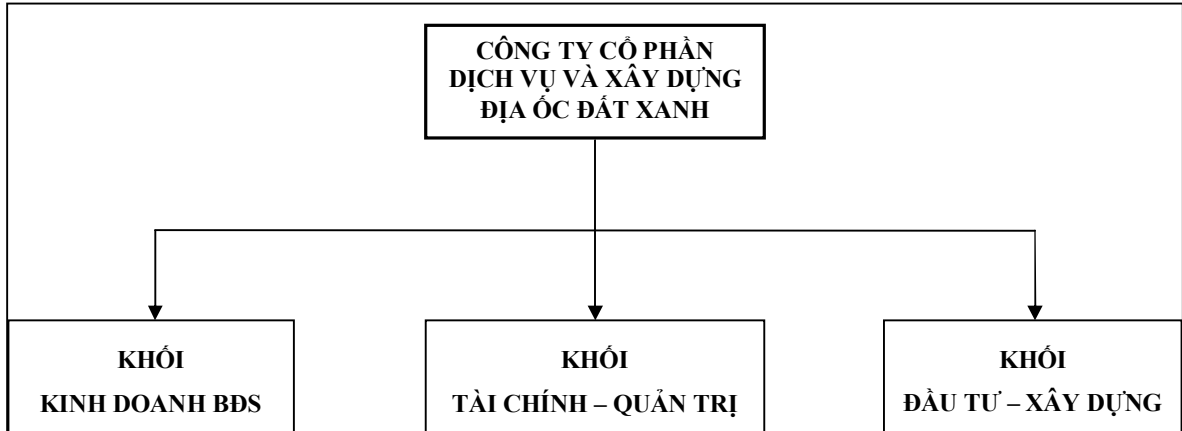 CÔNG TY CỔ PHẦN
DỊCH VỤ VÀ XÂY DỰNG
ĐỊA ỐC ĐẤT XANH
KHỐI
KINH DOANH BĐS
KHỐI
TÀI CHÍNH – QUẢN TRỊ
KHỐI
ĐẦU TƯ – XÂY DỰNG